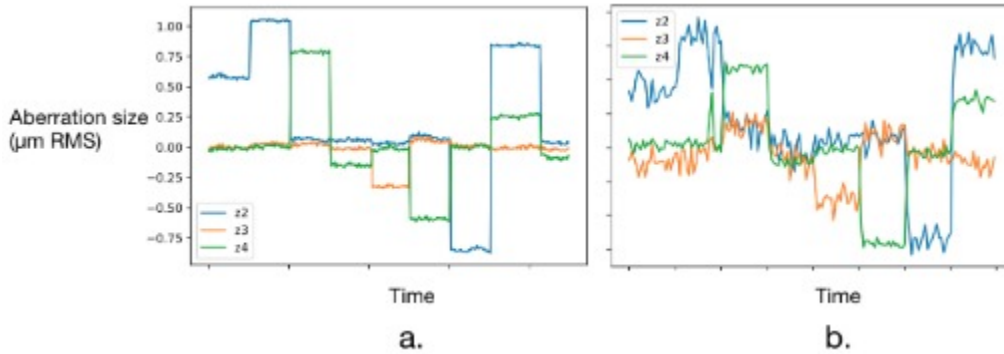 1.00
0.75
0.50
0.25
0.00
−0.25
−0.50
−0.75
Aberration size
(μm RMS)
z2
z3
z4
Time
a.
z2
z3
z4
Time
b.